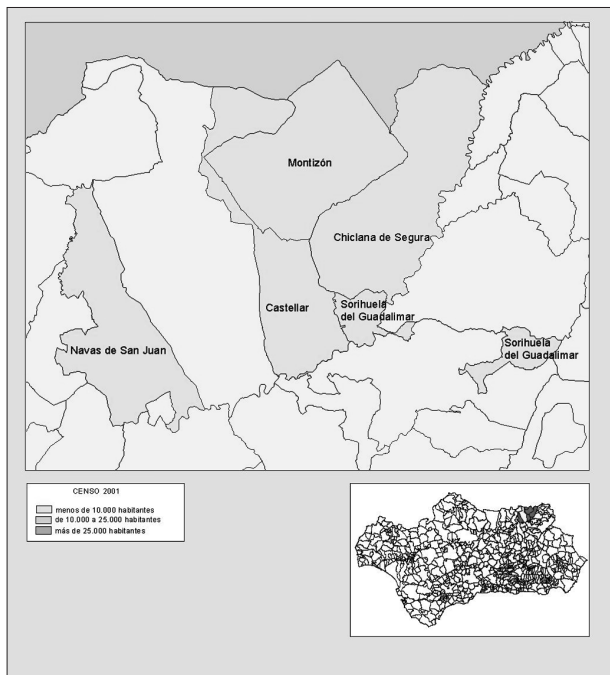 Montizón
Chiclana de Segura
Castellar
Sorihuela
del Guadalimar
Sorihuela
del Guadalimar
Navas de San Juan
CENSO 2001
menos de 10.000 habitantes
de 10.000 a 25.000 habitantes
más de 25.000 habitantes